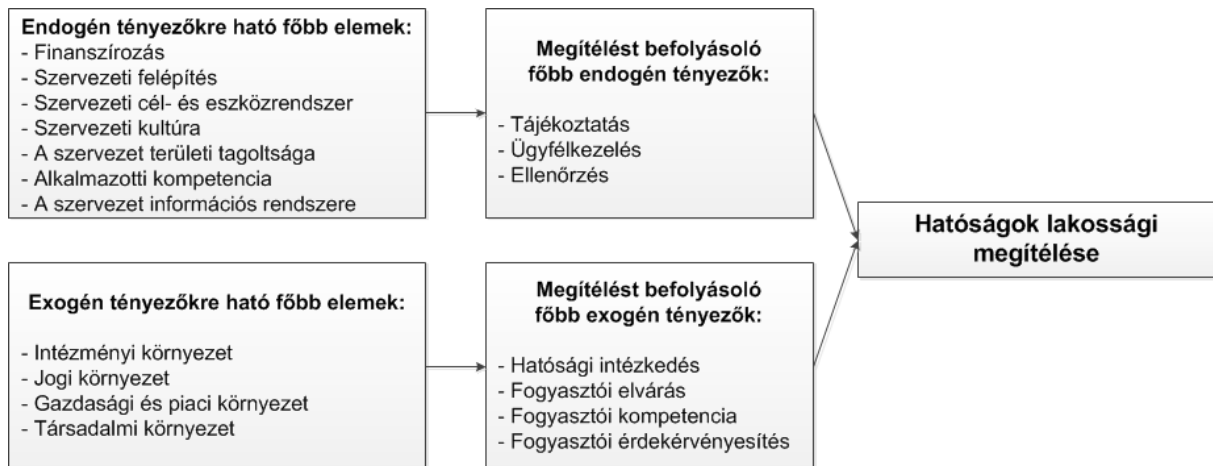 Endogén tényezőkre ható főbb elemek:
- Finanszírozás
- Szervezeti felépítés
- Szervezeti cél- és eszközrendszer
- Szervezeti kultúra
- A szervezet területi tagoltsága
- Alkalmazotti kompetencia
- A szervezet információs rendszere
Megítélést befolyásoló
főbb endogén tényezők:
- Tájékoztatás
- Ügyfélkezelés
- Ellenőrzés
Exogén tényezőkre ható főbb elemek:
- Intézményi környezet
- Jogi környezet
- Gazdasági és piaci környezet
- Társadalmi környezet
Megítélést befolyásoló
főbb exogén tényezők:
- Hatósági intézkedés
- Fogyasztói elvárás
- Fogyasztói kompetencia
- Fogyasztói érdekérvényesítés
Hatóságok lakossági
megítélése